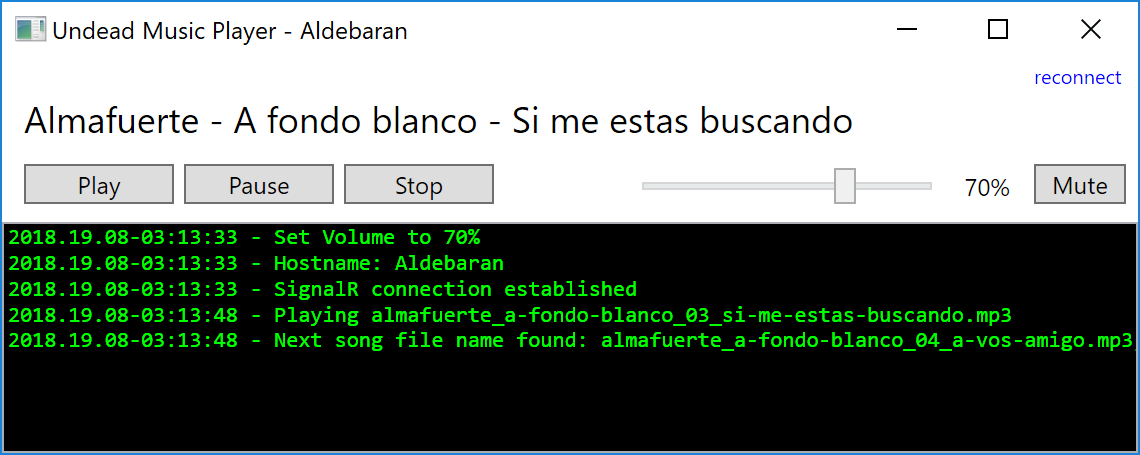 Undead Music Player - Aldebaran
reconnect
Almafuerte - A fondo blanco - Si me estas buscando
Play Pause Stop 70% Mute
2018.19.08-03:13:33 - Set Volume to 70%
2018.19.08-03:13:33 - Hostname: Aldebaran
2018.19.08-03:13:33 - SignalR connection established
2018.19.08-03:13:48 - Playing almafuerte_a-fondo-blanco_03_si-me-estas-buscando.mp3
2018.19.08-03:13:48 - Next song file name found: almafuerte_a-fondo-blanco_04_a-vos-amigo.mp3